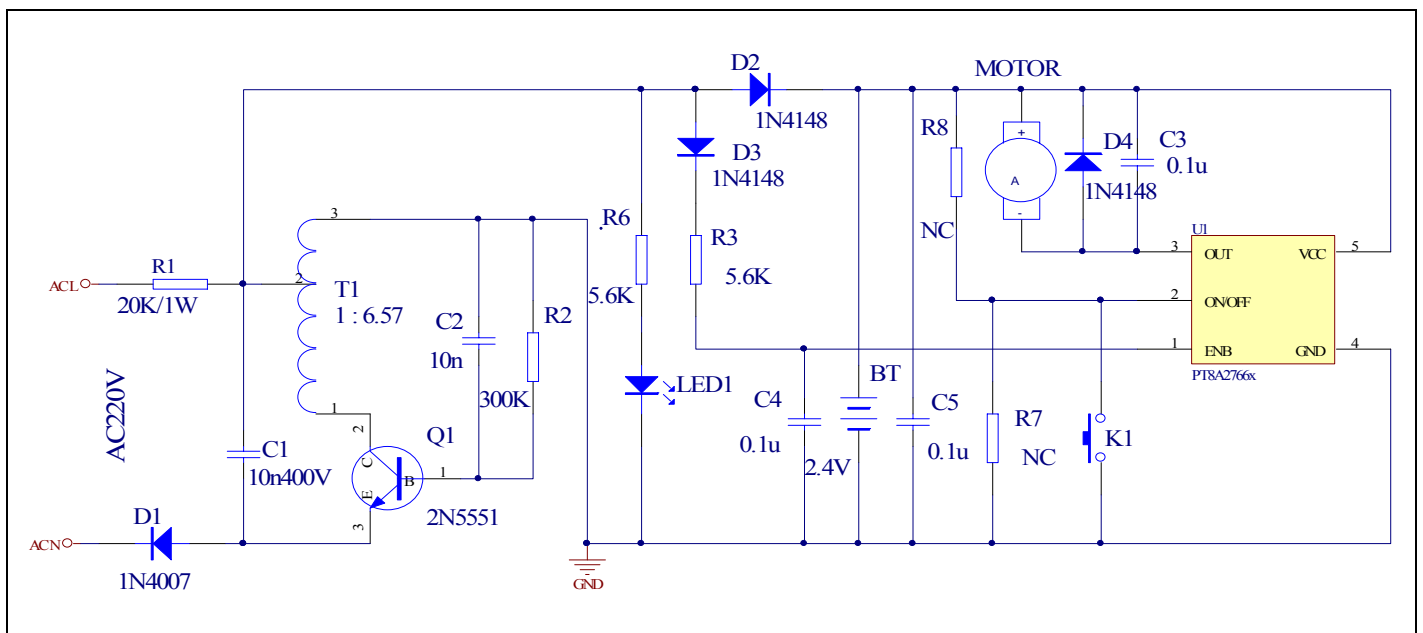 D2
1N4148
MOTOR
D3
1N4148
R8
NC
+
A
-
D4
1N4148
C3
0.1u
3
R6
5.6K
R3
5.6K
U1
3 OUT VCC 5
2 ON/OFF
1 ENB GND 4
PT8A2766x
ACL
R1
20K/1W
2
T1
1 : 6.57
C2
10n
R2
300K
LED1
C4
0.1u
BT
2.4V
C5
0.1u
R7
NC
K1
AC220V
1
2
C1
10n400V
Q1
C
B
E
1
3
2N5551
D1
ACN
1N4007
GND